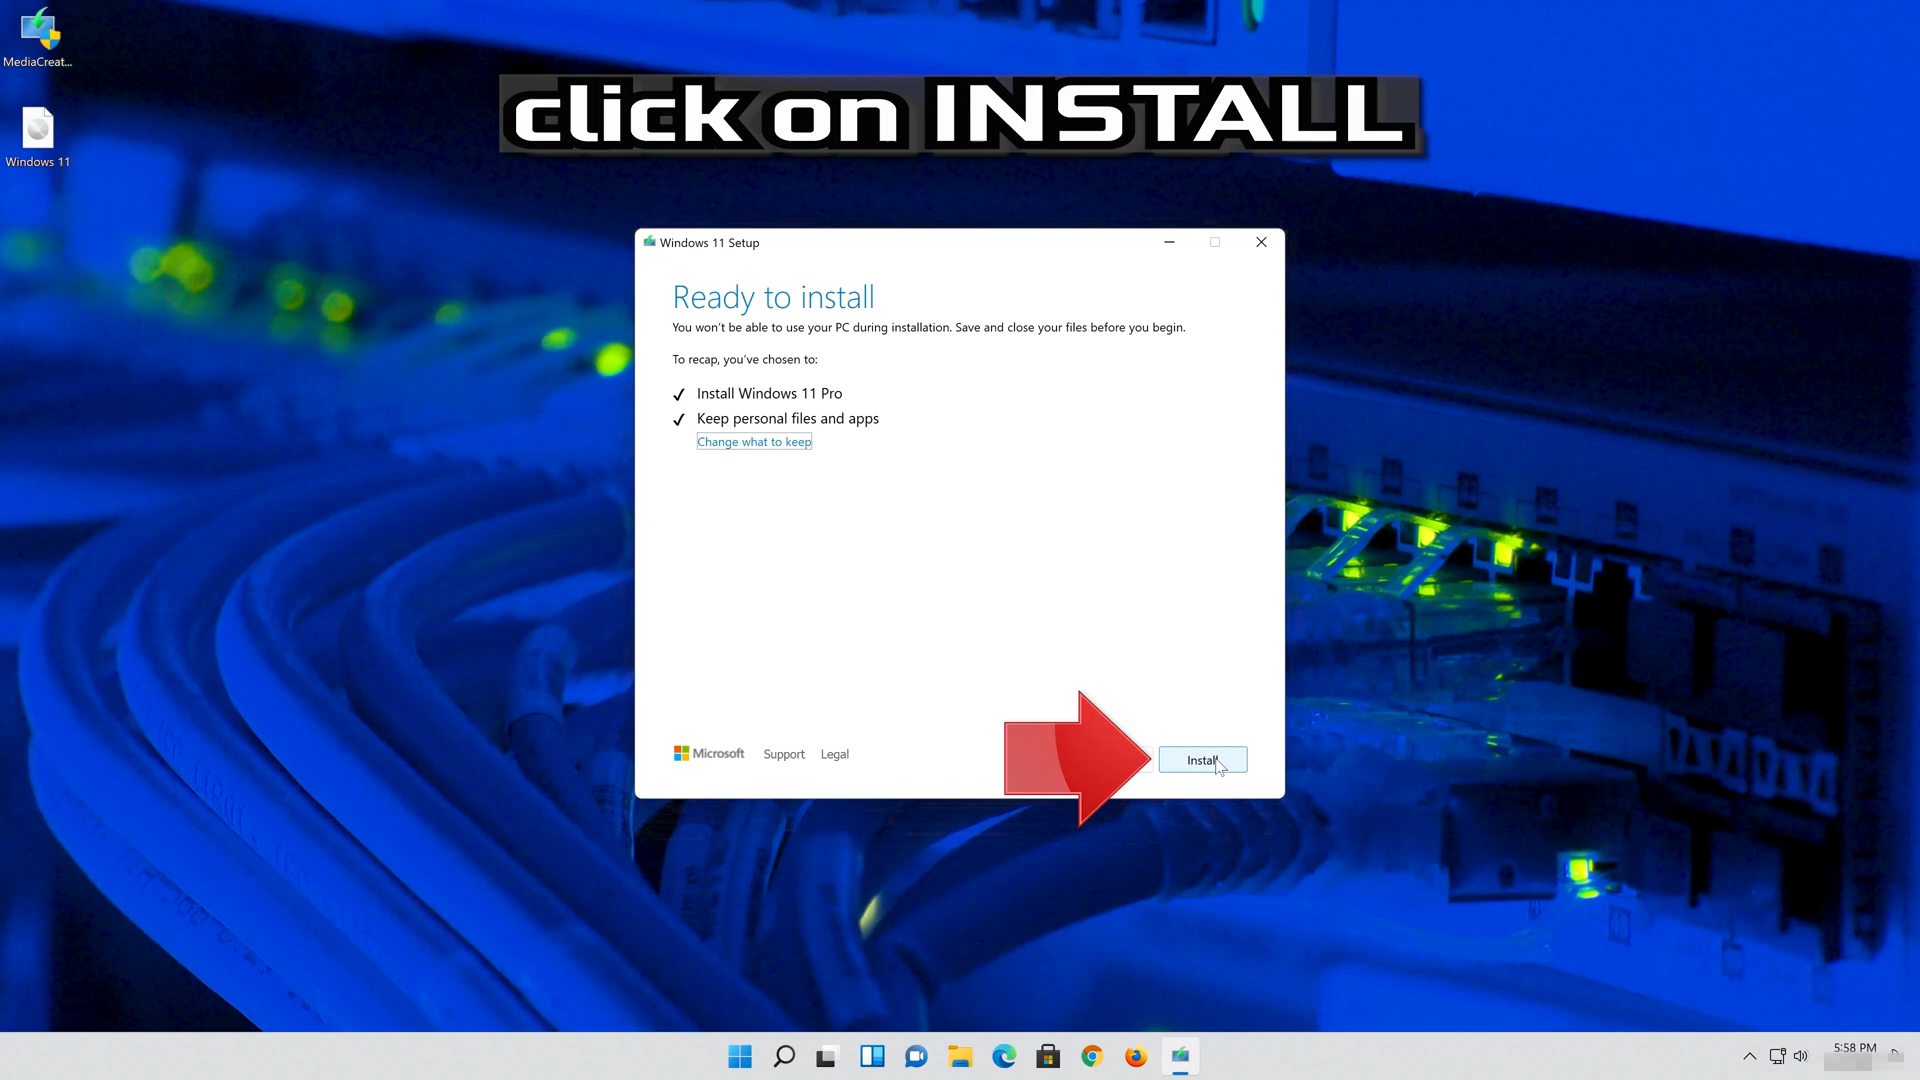 MediaCreat...
Windows 11
click on INSTALL
Windows 11 Setup
Ready to install
You won't be able to use your PC during installation. Save and close your files before you begin.
To recap, you've chosen to:
Install Windows 11 Pro
Keep personal files and apps
Change what to keep
Microsoft
Support
Legal
Install
5:58 PM